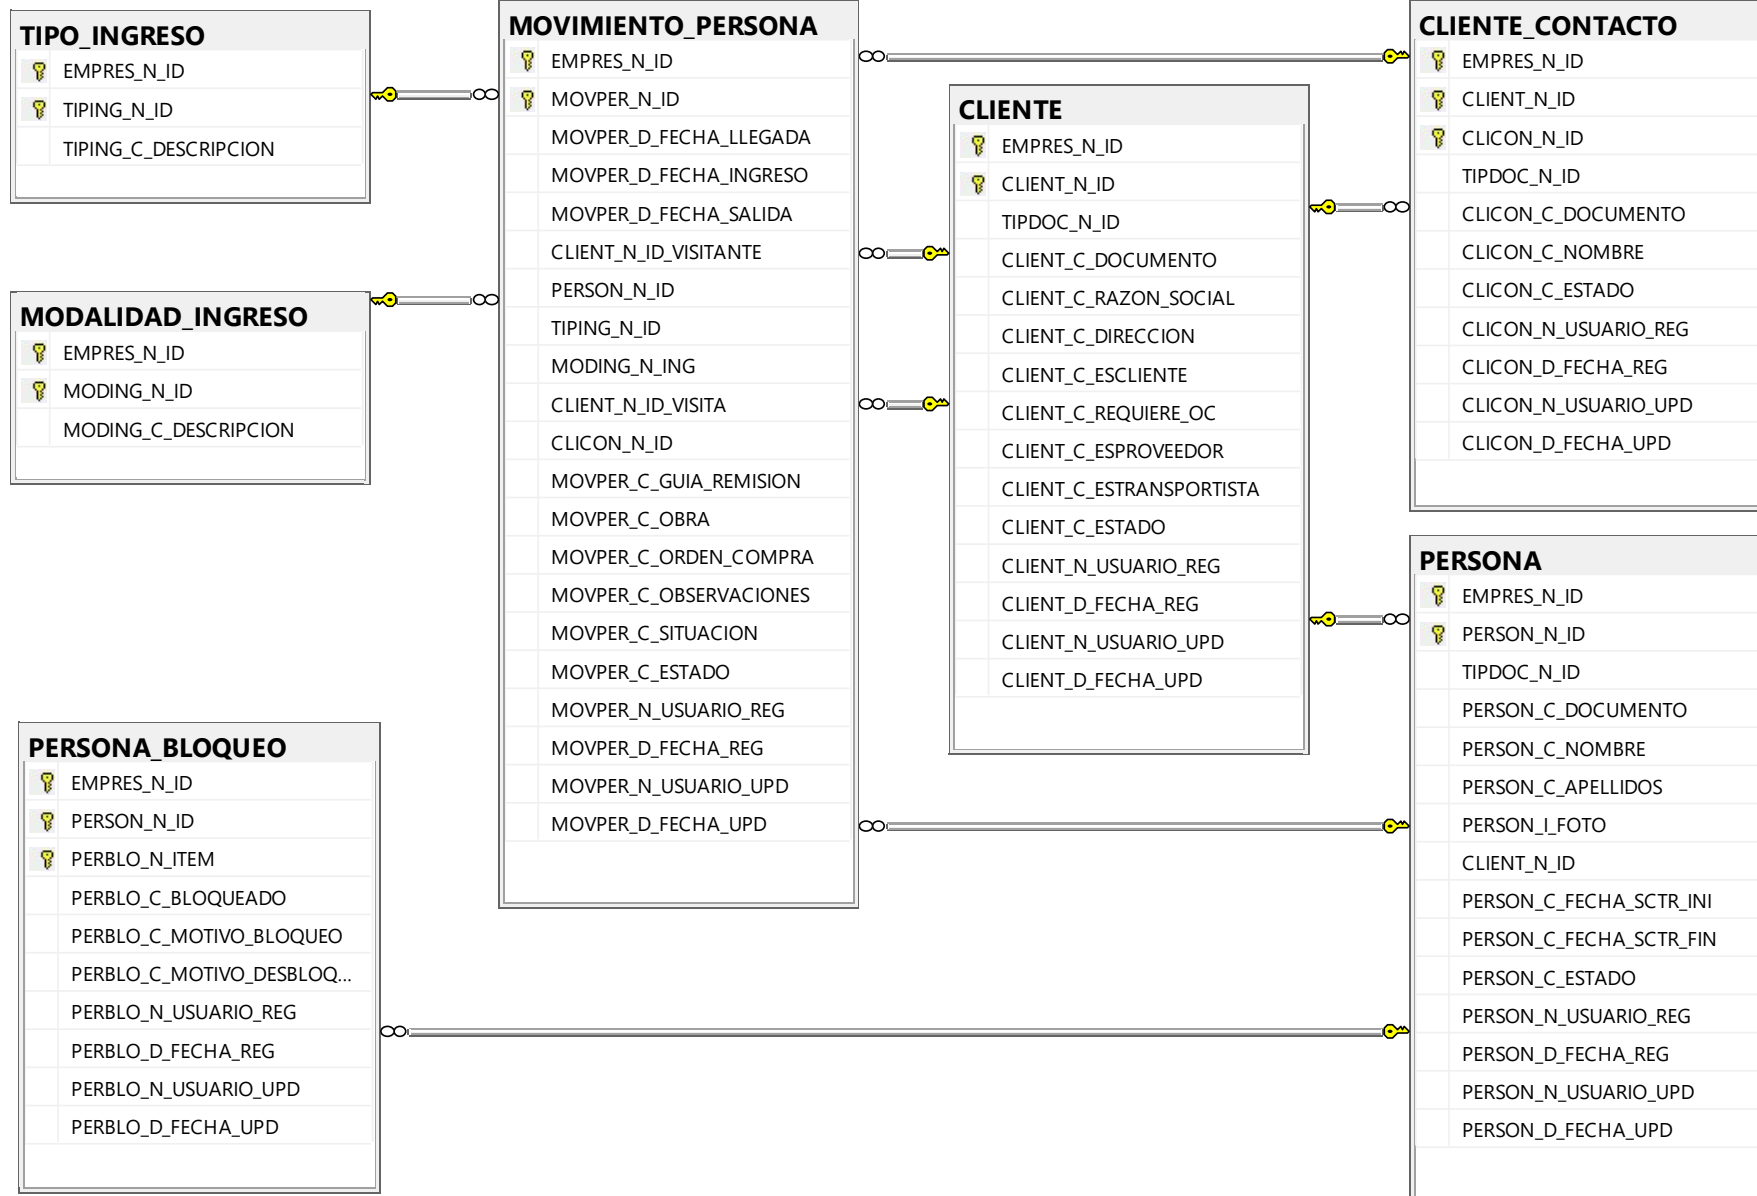 TIPO_INGRESO
EMPRES_N_ID
TIPING_N_ID
TIPING_C_DESCRIPCION
MODALIDAD_INGRESO
EMPRES_N_ID
MODING_N_ID
MODING_C_DESCRIPCION
PERSONA_BLOQUEO
EMPRES_N_ID
PERSON_N_ID
PERBLO_N_ITEM
PERBLO_C_BLOQUEADO
PERBLO_C_MOTIVO_BLOQUEO
PERBLO_C_MOTIVO_DESBLOQ...
PERBLO_N_USUARIO_REG
PERBLO_D_FECHA_REG
PERBLO_N_USUARIO_UPD
PERBLO_D_FECHA_UPD
MOVIMIENTO_PERSONA
EMPRES_N_ID
MOVPER_N_ID
MOVPER_D_FECHA_LLEGADA
MOVPER_D_FECHA_INGRESO
MOVPER_D_FECHA_SALIDA
CLIENT_N_ID_VISITANTE
PERSON_N_ID
TIPING_N_ID
MODING_N_ING
CLIENT_N_ID_VISITA
CLICON_N_ID
MOVPER_C_GUIA_REMISION
MOVPER_C_OBRA
MOVPER_C_ORDEN_COMPRA
MOVPER_C_OBSERVACIONES
MOVPER_C_SITUACION
MOVPER_C_ESTADO
MOVPER_N_USUARIO_REG
MOVPER_D_FECHA_REG
MOVPER_N_USUARIO_UPD
MOVPER_D_FECHA_UPD
CLIENTE
EMPRES_N_ID
CLIENT_N_ID
TIPDOC_N_ID
CLIENT_C_DOCUMENTO
CLIENT_C_RAZON_SOCIAL
CLIENT_C_DIRECCION
CLIENT_C_ESCLIENTE
CLIENT_C_REQUIERE_OC
CLIENT_C_ESPROVEEDOR
CLIENT_C_ESTRANSPORTISTA
CLIENT_C_ESTADO
CLIENT_N_USUARIO_REG
CLIENT_D_FECHA_REG
CLIENT_N_USUARIO_UPD
CLIENT_D_FECHA_UPD
CLIENTE_CONTACTO
EMPRES_N_ID
CLIENT_N_ID
CLICON_N_ID
TIPDOC_N_ID
CLICON_C_DOCUMENTO
CLICON_C_NOMBRE
CLICON_C_ESTADO
CLICON_N_USUARIO_REG
CLICON_D_FECHA_REG
CLICON_N_USUARIO_UPD
CLICON_D_FECHA_UPD
PERSONA
EMPRES_N_ID
PERSON_N_ID
TIPDOC_N_ID
PERSON_C_DOCUMENTO
PERSON_C_NOMBRE
PERSON_C_APELLIDOS
PERSON_I_FOTO
CLIENT_N_ID
PERSON_C_FECHA_SCTR_INI
PERSON_C_FECHA_SCTR_FIN
PERSON_C_ESTADO
PERSON_N_USUARIO_REG
PERSON_D_FECHA_REG
PERSON_N_USUARIO_UPD
PERSON_D_FECHA_UPD